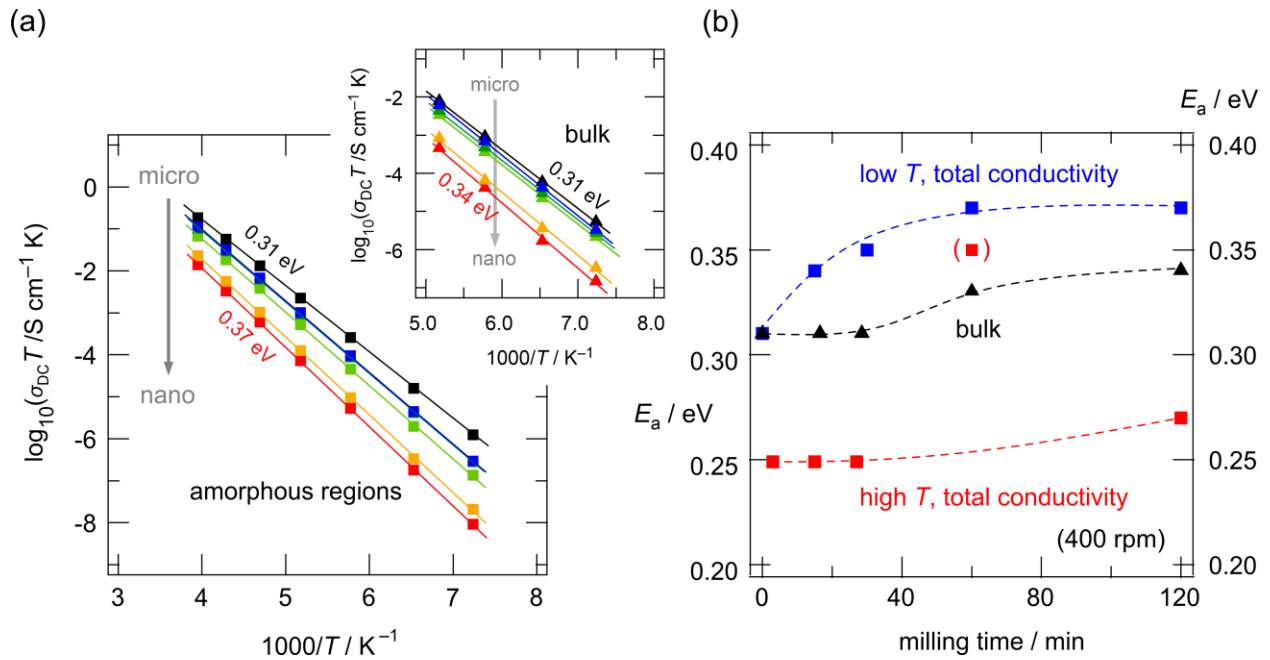 (a)
log₁₀(σ_DC T /S cm⁻¹ K)
0
-2
-4
-6
-8
micro
nano
0.31 eV
0.37 eV
amorphous regions
3 4 5 6 7 8
1000/T / K⁻¹
log₁₀(σ_DC T /S cm⁻¹ K)
-2
-4
-6
micro
nano
bulk
0.31 eV
0.34 eV
5.0 6.0 7.0 8.0
1000/T / K⁻¹
(b)
E_a / eV
0.40
0.35
0.30
E_a / eV
0.25
0.20
0.40
0.35
0.30
0.25
0.20
low T, total conductivity
( )
bulk
high T, total conductivity
(400 rpm)
0 40 80 120
milling time / min